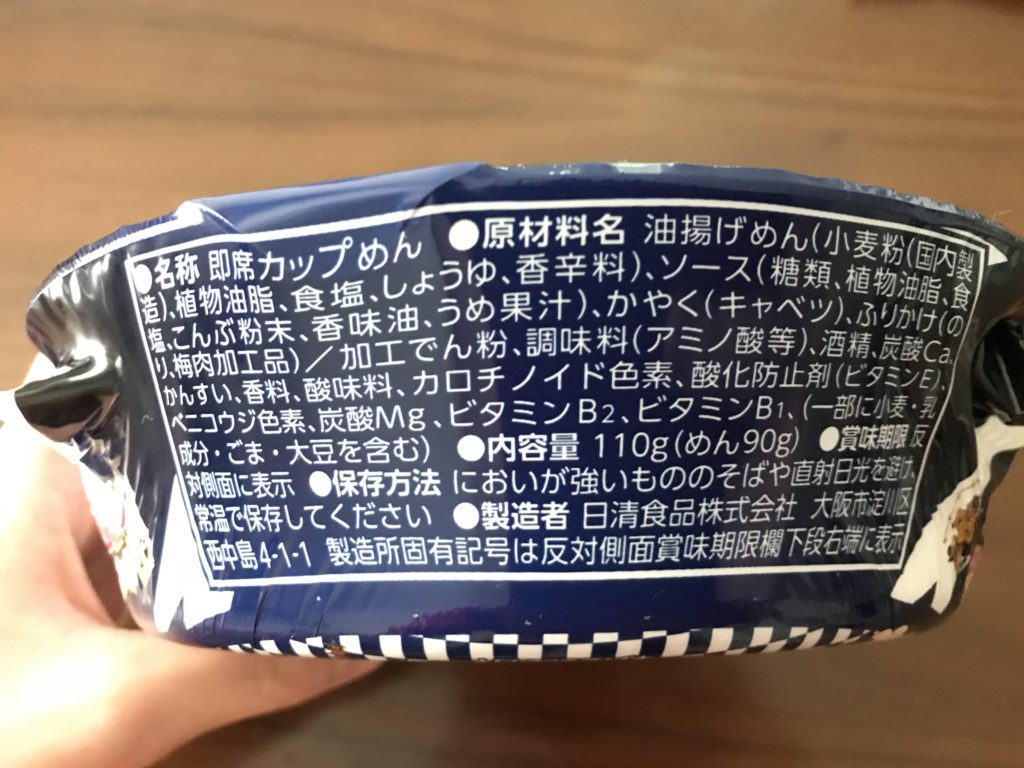 ●名称 即席カップめん ●原材料名 油揚げめん(小麦粉(国内製
造)、植物油脂、食塩、しょうゆ、香辛料)、ソース(糖類、植物油脂、食
塩、こんぶ粉末、香味油、うめ果汁)、かやく(キャベツ)、ふりかけ(の
り、梅肉加工品)/加工でん粉、調味料(アミノ酸等)、酒精、炭酸Ca、
かんすい、香料、酸味料、カロチノイド色素、酸化防止剤(ビタミンE)、
ベニコウジ色素、炭酸Mg、ビタミンB2、ビタミンB1、(一部に小麦・乳
成分・ごま・大豆を含む) ●内容量 110g(めん90g) ●賞味期限 反
対側面に表示 ●保存方法 においが強いもののそばや直射日光を避け、
常温で保存してください ●製造者 日清食品株式会社 大阪市淀川区
西中島4-1-1 製造所固有記号は反対側面賞味期限欄下段右端に表示